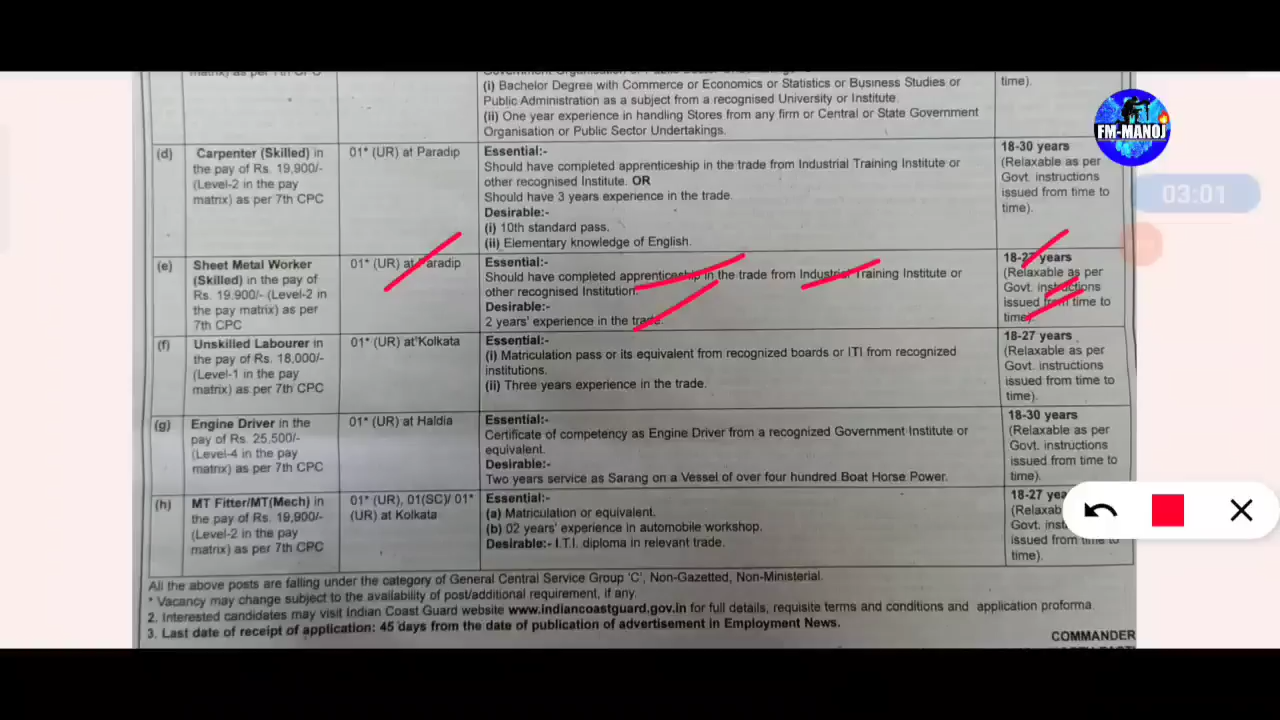 matrix) as per 7th CPC
(i) Bachelor Degree with Commerce or Economics or Statistics or Business Studies or
Public Administration as a subject from a recognised University or Institute.
(ii) One year experience in handling Stores from any firm or Central or State Government
Organisation or Public Sector Undertakings.
time).
(d) Carpenter (Skilled) in
the pay of Rs. 19,900/-
(Level-2 in the pay
matrix) as per 7th CPC
01* (UR) at Paradip
Essential:-
Should have completed apprenticeship in the trade from Industrial Training Institute or
other recognised Institute. OR
Should have 3 years experience in the trade.
Desirable:-
(i) 10th standard pass.
(ii) Elementary knowledge of English.
18-30 years
(Relaxable as per
Govt. instructions
issued from time to
time).
(e) Sheet Metal Worker
(Skilled) in the pay of
Rs. 19,900/- (Level-2 in
the pay matrix) as per
7th CPC
01* (UR) at Paradip
Essential:-
Should have completed apprenticeship in the trade from Industrial Training Institute or
other recognised Institution.
Desirable:-
2 years' experience in the trade.
18-27 years
(Relaxable as per
Govt. instructions
issued from time to
time).
(f) Unskilled Labourer in
the pay of Rs. 18,000/-
(Level-1 in the pay
matrix) as per 7th CPC
01* (UR) at Kolkata
Essential:-
(i) Matriculation pass or its equivalent from recognized boards or ITI from recognized
institutions.
(ii) Three years experience in the trade.
18-27 years
(Relaxable as per
Govt. instructions
issued from time to
time).
(g) Engine Driver in the
pay of Rs. 25,500/-
(Level-4 in the pay
matrix) as per 7th CPC
01* (UR) at Haldia
Essential:-
Certificate of competency as Engine Driver from a recognized Government Institute or
equivalent.
Desirable:-
Two years service as Sarang on a Vessel of over four hundred Boat Horse Power.
18-30 years
(Relaxable as per
Govt. instructions
issued from time to
time).
(h) MT Fitter/MT(Mech) in
the pay of Rs. 19,900/-
(Level-2 in the pay
matrix) as per 7th CPC
01* (UR), 01(SC)/ 01*
(UR) at Kolkata
Essential:-
(a) Matriculation or equivalent.
(b) 02 years' experience in automobile workshop.
Desirable:- I.T.I. diploma in relevant trade.
18-27 yea
(Relaxab
Govt. inst
issued from time to
time).
All the above posts are falling under the category of General Central Service Group 'C', Non-Gazetted, Non-Ministerial.
* Vacancy may change subject to the availability of post/additional requirement, if any.
2. Interested candidates may visit Indian Coast Guard website www.indiancoastguard.gov.in for full details, requisite terms and conditions and application proforma.
3. Last date of receipt of application: 45 days from the date of publication of advertisement in Employment News.
COMMANDER
FM-MANOJ
03:01